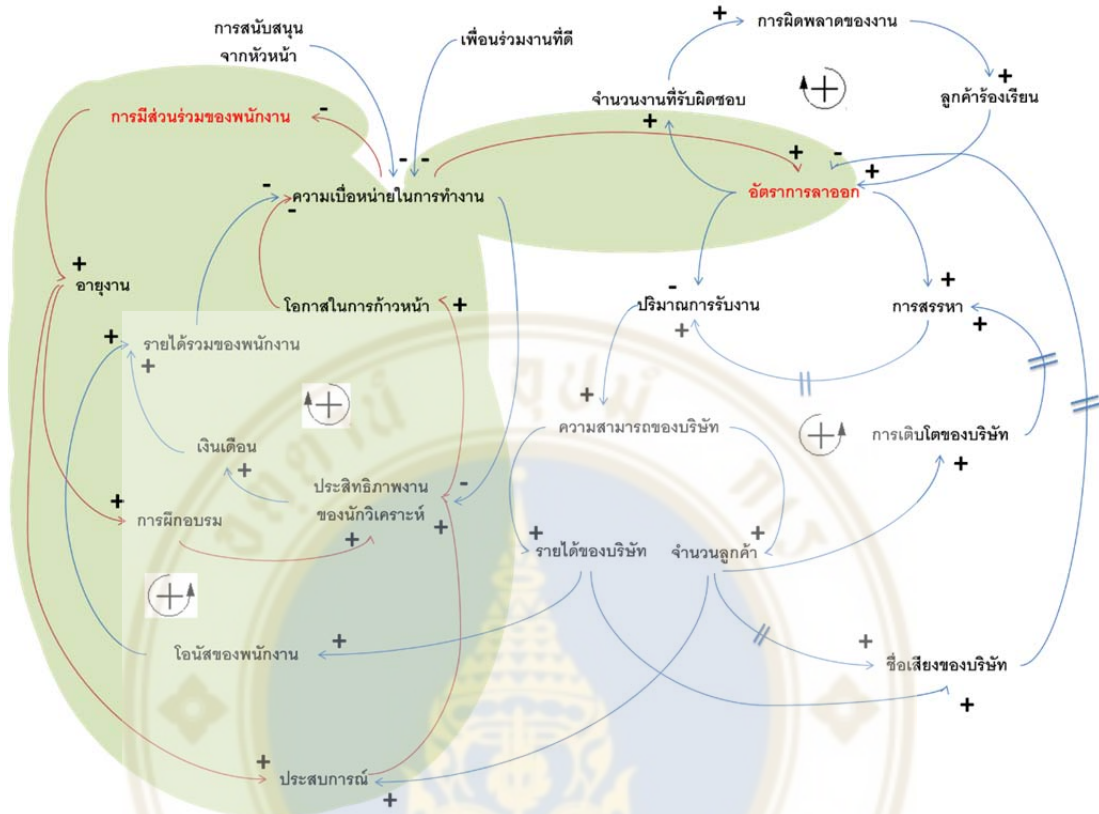 การสนับสนุน
จากหัวหน้า
เพื่อนร่วมงานที่ดี
การผิดพลาดของงาน
ลูกค้าร้องเรียน
จำนวนงานที่รับผิดชอบ
การมีส่วนร่วมของพนักงาน
ความเบื่อหน่ายในการทำงาน
อัตราการลาออก
อายุงาน
โอกาสในการก้าวหน้า
ปริมาณการรับงาน
การสรรหา
รายได้รวมของพนักงาน
ความสามารถของบริษัท
การเติบโตของบริษัท
เงินเดือน
ประสิทธิภาพงาน
ของนักวิเคราะห์
การฝึกอบรม
รายได้ของบริษัท
จำนวนลูกค้า
โอนัสของพนักงาน
ชื่อเสียงของบริษัท
ประสบการณ์